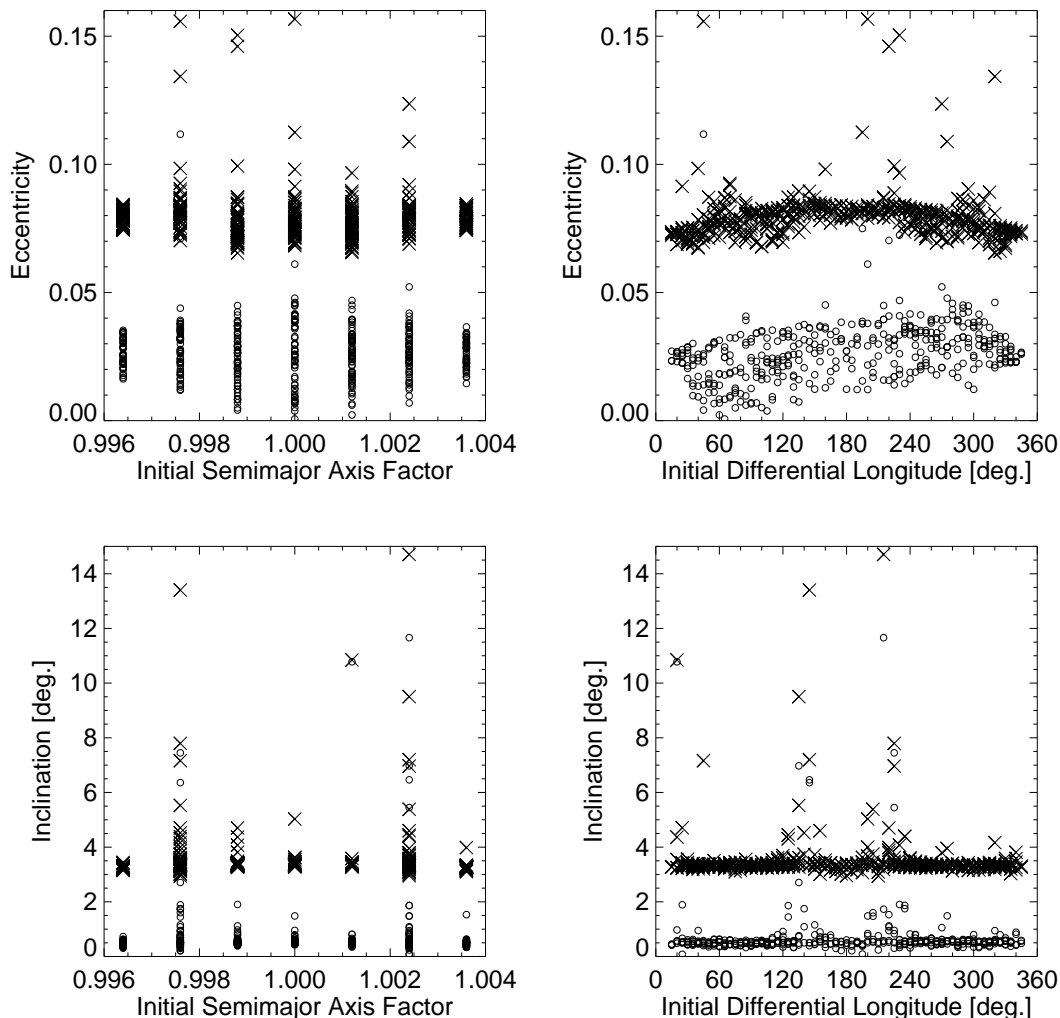 0.15
0.10
0.05
0.00
Eccentricity
0.996 0.998 1.000 1.002 1.004
Initial Semimajor Axis Factor
0.15
0.10
0.05
0.00
Eccentricity
0 60 120 180 240 300 360
Initial Differential Longitude [deg.]
14
12
10
8
6
4
2
0
Inclination [deg.]
0.996 0.998 1.000 1.002 1.004
Initial Semimajor Axis Factor
14
12
10
8
6
4
2
0
Inclination [deg.]
0 60 120 180 240 300 360
Initial Differential Longitude [deg.]